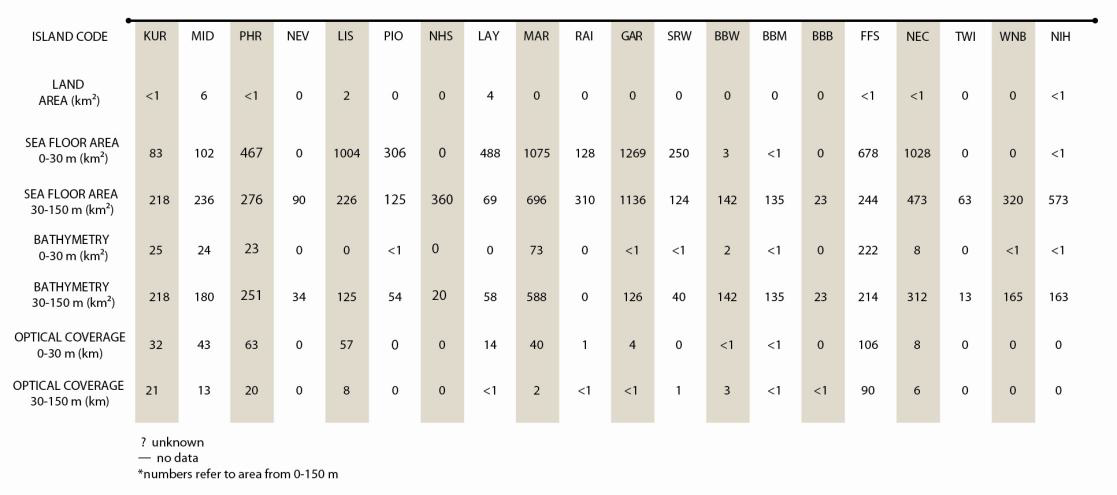 ISLAND CODE KUR MID PHR NEV LIS PIO NHS LAY MAR RAI GAR SRW BBW BBM BBB FFS NEC TWI WNB NIH
LAND
AREA (km²) <1 6 <1 0 2 0 0 4 0 0 0 0 0 0 0 <1 <1 0 0 <1
SEA FLOOR AREA
0-30 m (km²) 83 102 467 0 1004 306 0 488 1075 128 1269 250 3 <1 0 678 1028 0 0 <1
SEA FLOOR AREA
30-150 m (km²) 218 236 276 90 226 125 360 69 696 310 1136 124 142 135 23 244 473 63 320 573
BATHYMETRY
0-30 m (km²) 25 24 23 0 0 <1 0 0 73 0 <1 <1 2 <1 0 222 8 0 <1 <1
BATHYMETRY
30-150 m (km²) 218 180 251 34 125 54 20 58 588 0 126 40 142 135 23 214 312 13 165 163
OPTICAL COVERAGE
0-30 m (km) 32 43 63 0 57 0 0 14 40 1 4 0 <1 <1 0 106 8 0 0 0
OPTICAL COVERAGE
30-150 m (km) 21 13 20 0 8 0 0 <1 2 <1 <1 1 3 <1 <1 90 6 0 0 0
? unknown
— no data
*numbers refer to area from 0-150 m